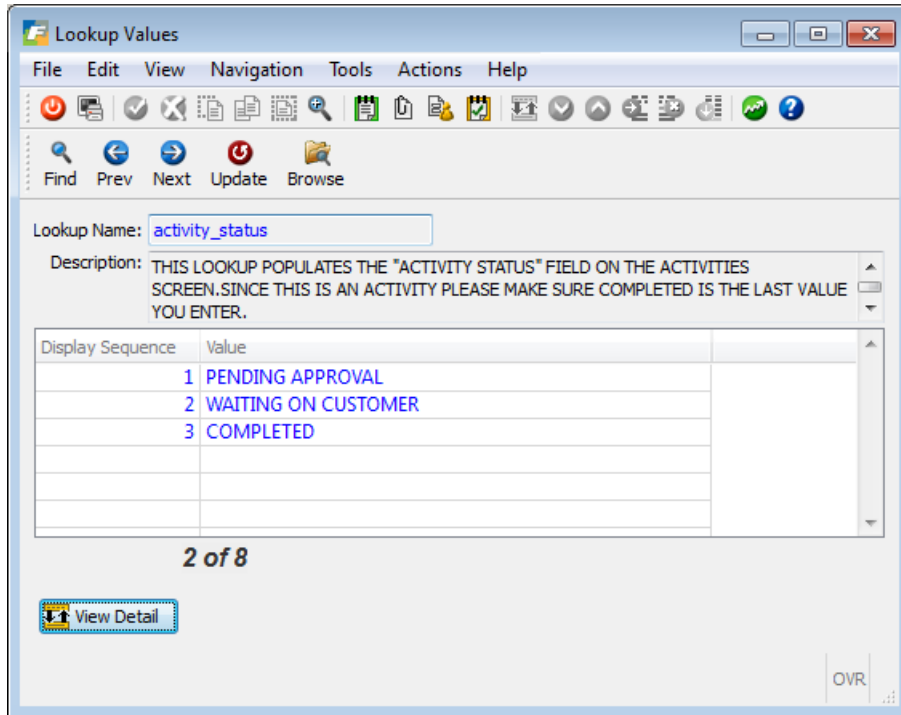 Lookup Values
File Edit View Navigation Tools Actions Help
Find Prev Next Update Browse
Lookup Name: activity_status
Description: THIS LOOKUP POPULATES THE "ACTIVITY STATUS" FIELD ON THE ACTIVITIES
SCREEN.SINCE THIS IS AN ACTIVITY PLEASE MAKE SURE COMPLETED IS THE LAST VALUE
YOU ENTER.
Display Sequence Value
1 PENDING APPROVAL
2 WAITING ON CUSTOMER
3 COMPLETED
2 of 8
View Detail
OVR